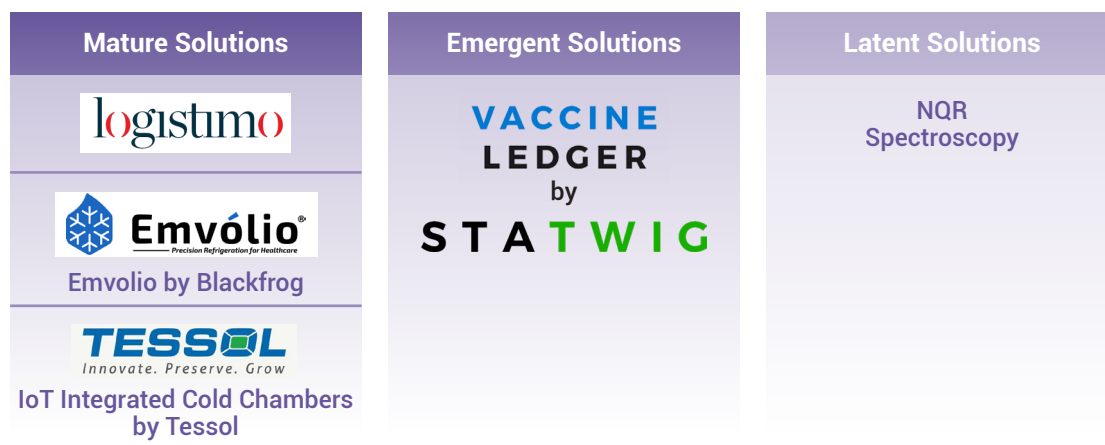 Mature Solutions
logistimo
Emvólio®
Precision Refrigeration for Healthcare
Emvolio by Blackfrog
TESSOL
Innovate. Preserve. Grow
IoT Integrated Cold Chambers
by Tessol
Emergent Solutions
VACCINE
LEDGER
by
STATWIG
Latent Solutions
NQR
Spectroscopy